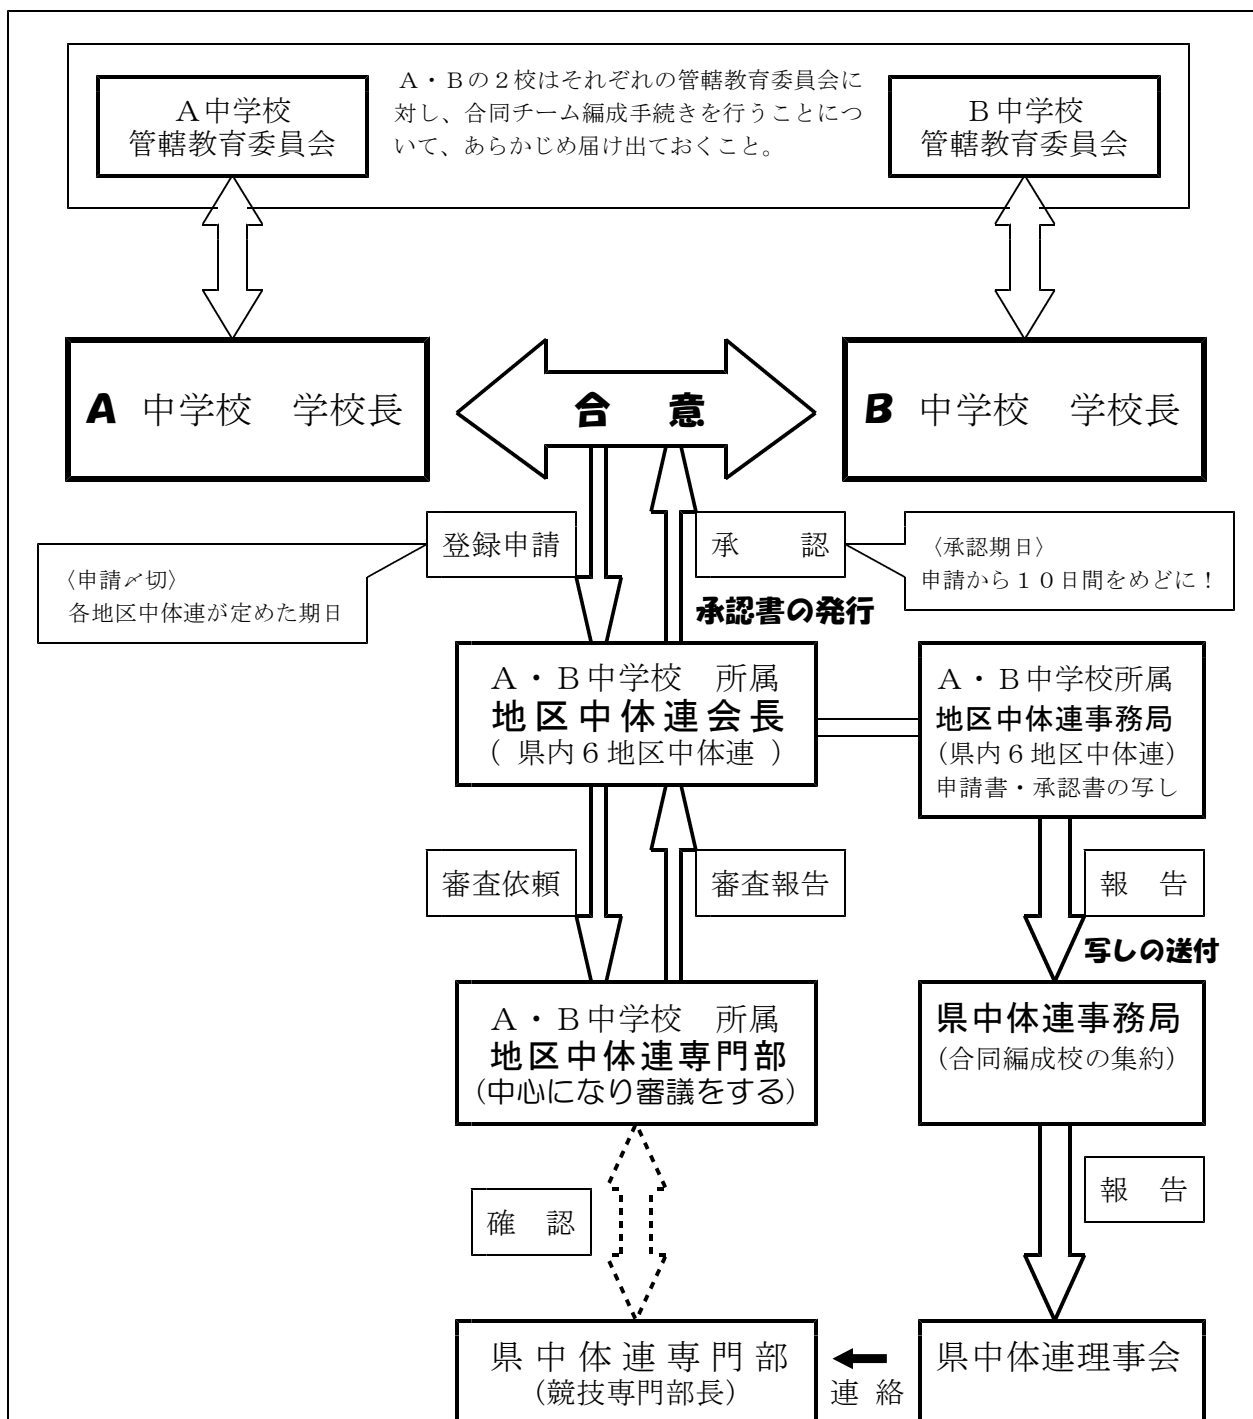 A中学校
管轄教育委員会
A・Bの2校はそれぞれの管轄教育委員会に
対し、合同チーム編成手続きを行うことにつ
いて、あらかじめ届け出ておくこと。
B中学校
管轄教育委員会
A 中学校　学校長
合　意
B 中学校　学校長
登録申請
承　認
〈申請〆切〉
各地区中体連が定めた期日
〈承認期日〉
申請から10日間をめどに！
承認書の発行
A・B中学校　所属
地区中体連会長
（ 県内6地区中体連 ）
A・B中学校所属
地区中体連事務局
(県内6地区中体連)
申請書・承認書の写し
審査依頼
審査報告
報　告
写しの送付
A・B中学校　所属
地区中体連専門部
(中心になり審議をする)
県中体連事務局
(合同編成校の集約)
確　認
報　告
県中体連専門部
(競技専門部長)
連 絡
県中体連理事会